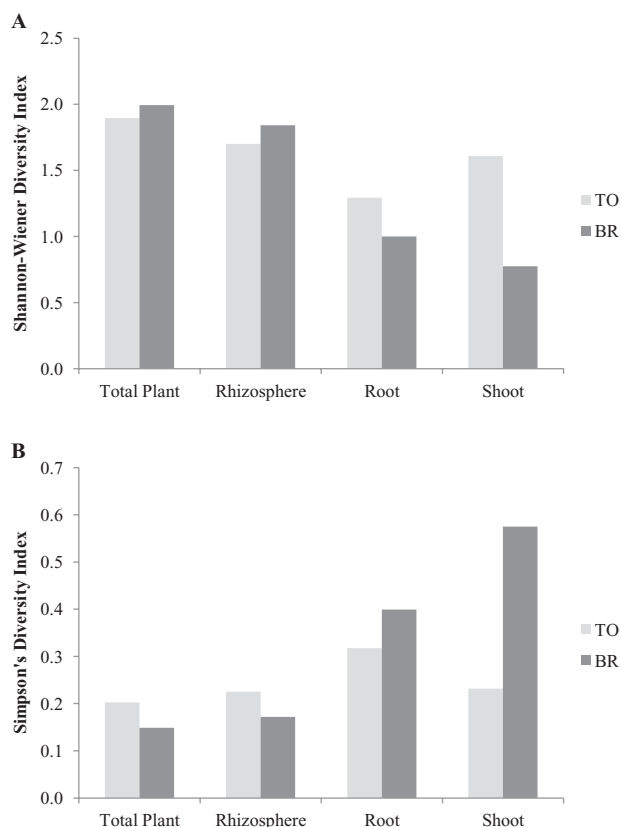 A
Shannon-Wiener Diversity Index
2.5
2.0
1.5
1.0
0.5
0.0
Total Plant Rhizosphere Root Shoot
TO
BR
B
Simpson's Diversity Index
0.7
0.6
0.5
0.4
0.3
0.2
0.1
0.0
Total Plant Rhizosphere Root Shoot
TO
BR